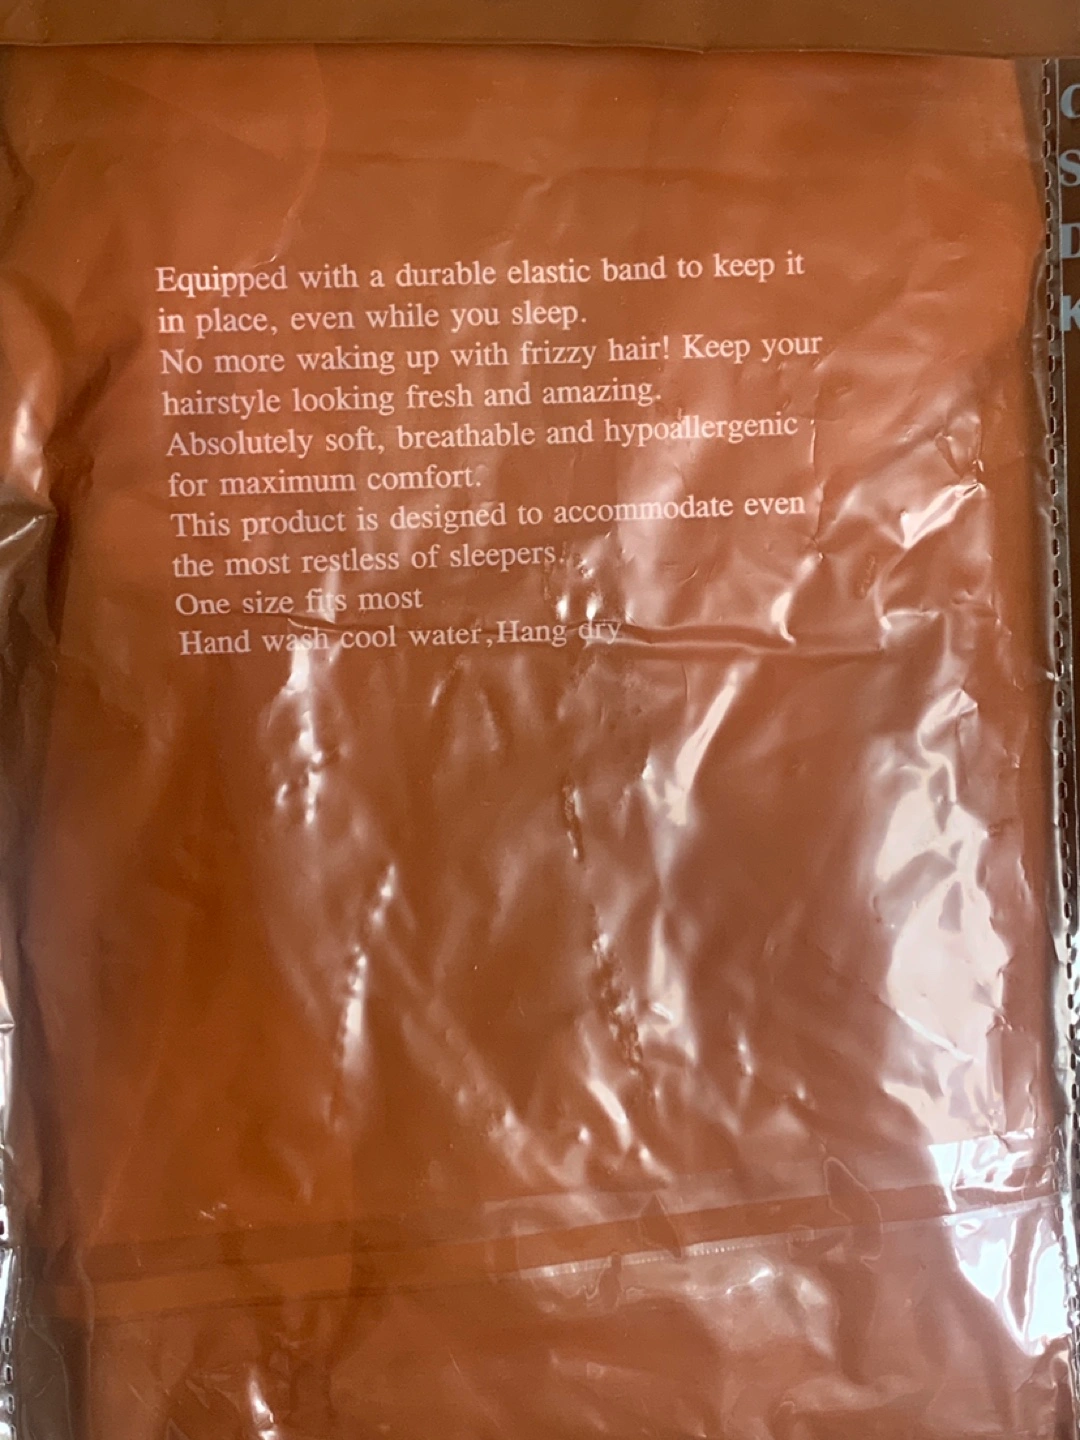 Equipped with a durable elastic band to keep it
in place, even while you sleep.
No more waking up with frizzy hair! Keep your
hairstyle looking fresh and amazing.
Absolutely soft, breathable and hypoallergenic
for maximum comfort.
This product is designed to accommodate even
the most restless of sleepers.
One size fits most
Hand wash cool water,Hang dry
S
D
K